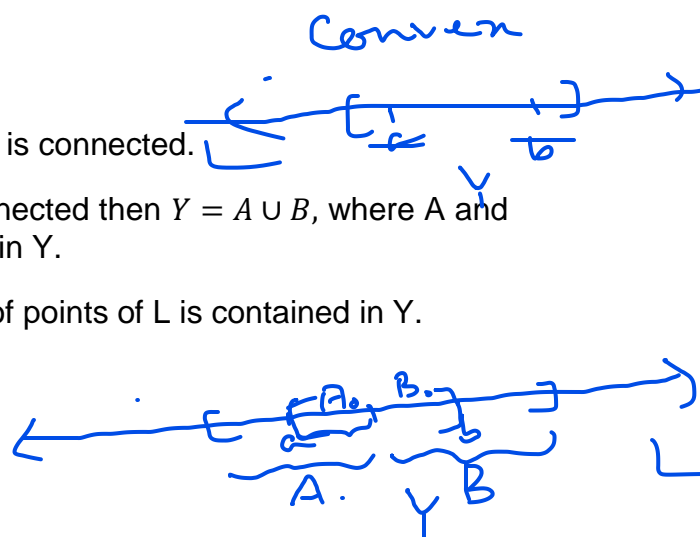 Convex
is connected.
L
a b
Y
nected then 𝑌 = 𝐴 ∪ 𝐵, where A and
in Y.
of points of L is contained in Y.
A₀ B₀
a b
L
A. B
Y